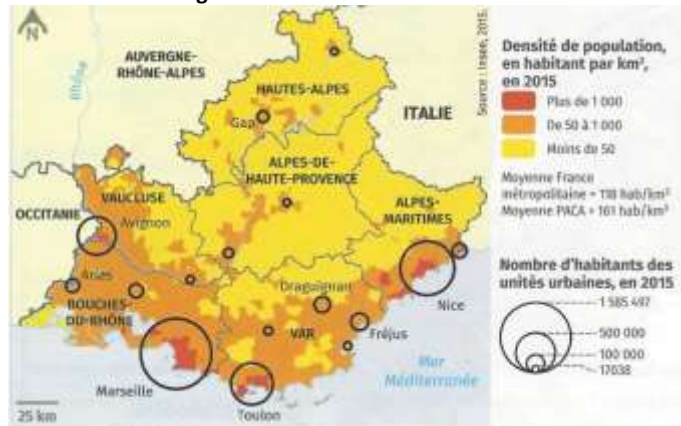 N
Rhône
AUVERGNE-
RHÔNE-ALPES
HAUTES-ALPES
Gap
ITALIE
ALPES-DE-
HAUTE-PROVENCE
VAUCLUSE
OCCITANIE
Avignon
ALPES-
MARITIMES
Arles
BOUCHES-
DU-RHÔNE
Draguignan
VAR
Fréjus
Nice
Marseille
Toulon
Mer
Méditerranée
25 km
Source : Insee, 2015.
Densité de population,
en habitant par km²,
en 2015
Plus de 1 000
De 50 à 1 000
Moins de 50
Moyenne France
métropolitaine = 118 hab/km²
Moyenne PACA = 161 hab/km²
Nombre d'habitants des
unités urbaines, en 2015
1 585 497
500 000
100 000
17038